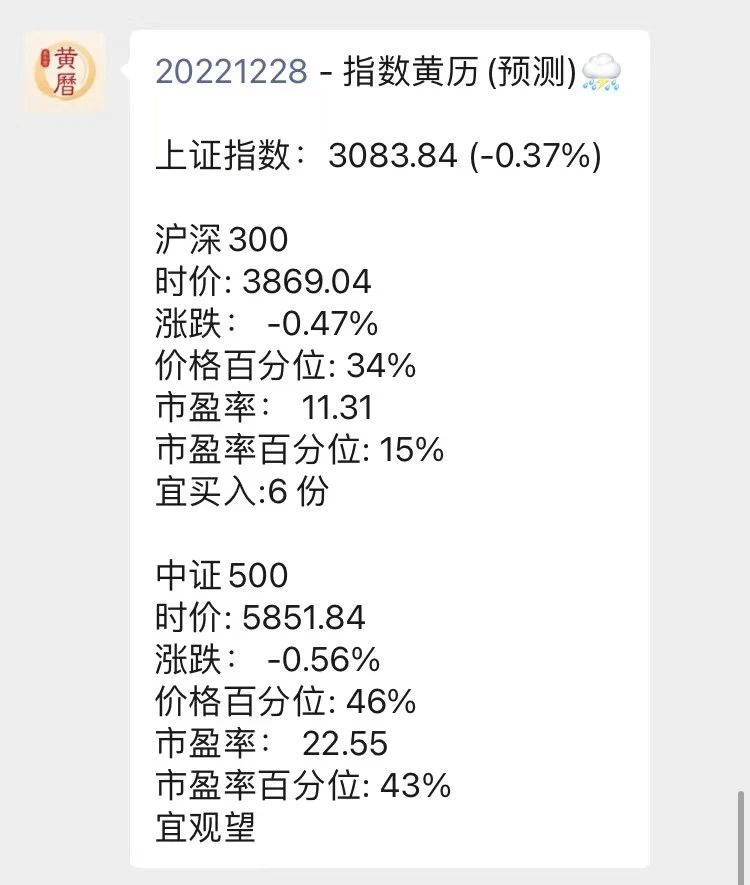 黄曆
20221228 - 指数黄历 (预测)
上证指数： 3083.84 (-0.37%)
沪深 300
时价: 3869.04
涨跌： -0.47%
价格百分位: 34%
市盈率： 11.31
市盈率百分位: 15%
宜买入:6 份
中证 500
时价: 5851.84
涨跌： -0.56%
价格百分位: 46%
市盈率： 22.55
市盈率百分位: 43%
宜观望